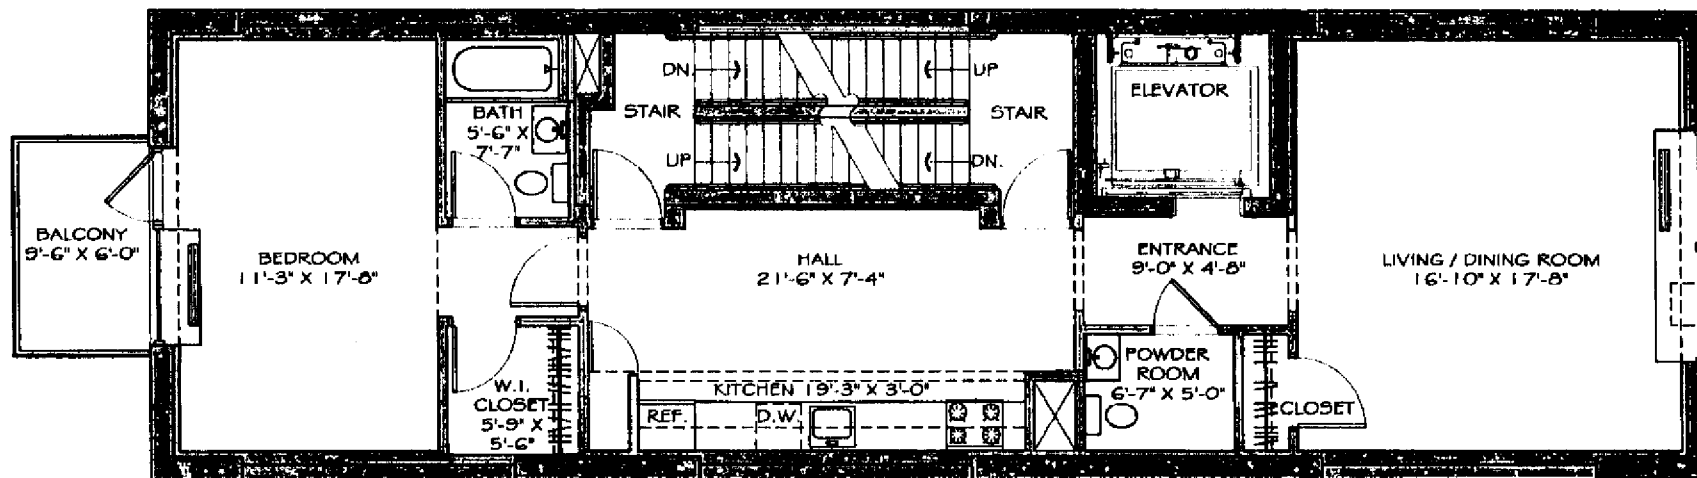 BALCONY
9'-6" X 6'-0"
BEDROOM
11'-3" X 17'-8"
BATH
5'-6" X
7'-7"
W.I.
CLOSET
5'-9" X
5'-6"
DN.
STAIR
UP
UP
STAIR
DN.
HALL
21'-6" X 7'-4"
KITCHEN 19'-3" X 3'-0"
REF.
D.W.
ELEVATOR
ENTRANCE
9'-0" X 4'-8"
POWDER
ROOM
6'-7" X 5'-0"
CLOSET
LIVING / DINING ROOM
16'-10" X 17'-8"